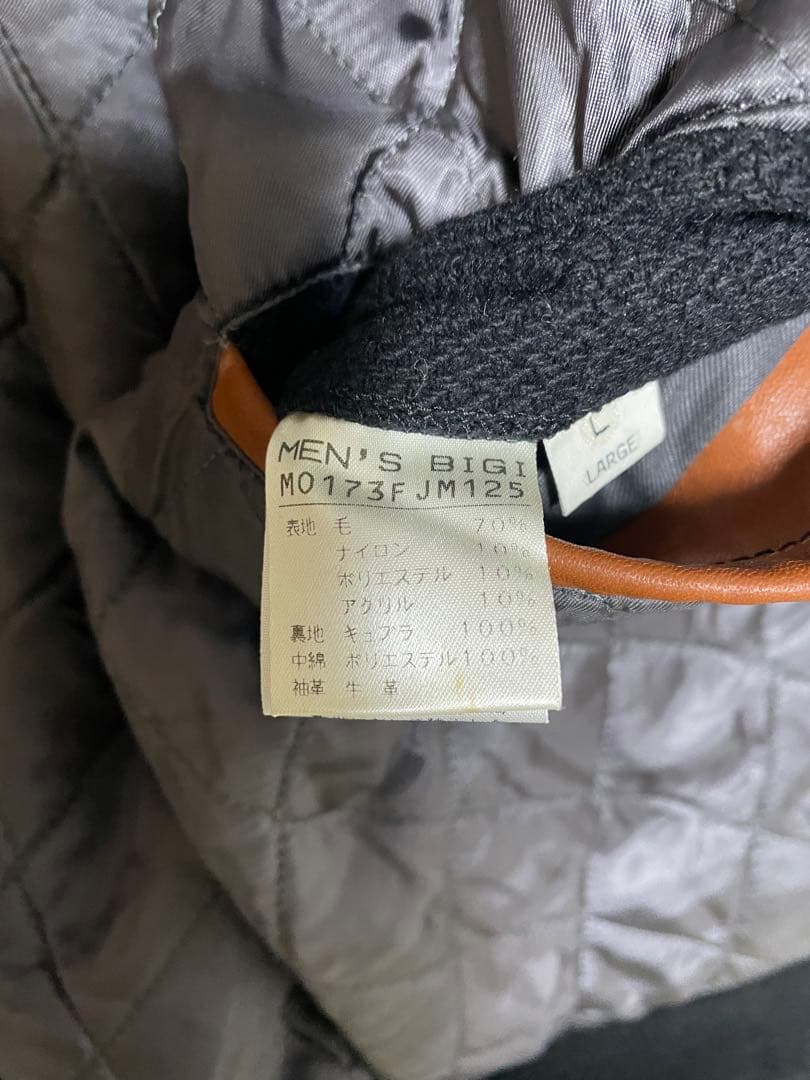 MEN'S BIGI
M0173F JM125
表地 毛 70%
ナイロン 10%
ポリエステル 10%
アクリル 10%
裏地 キュプラ 100%
中綿 ポリエステル 100%
袖革 牛 革
L
LARGE